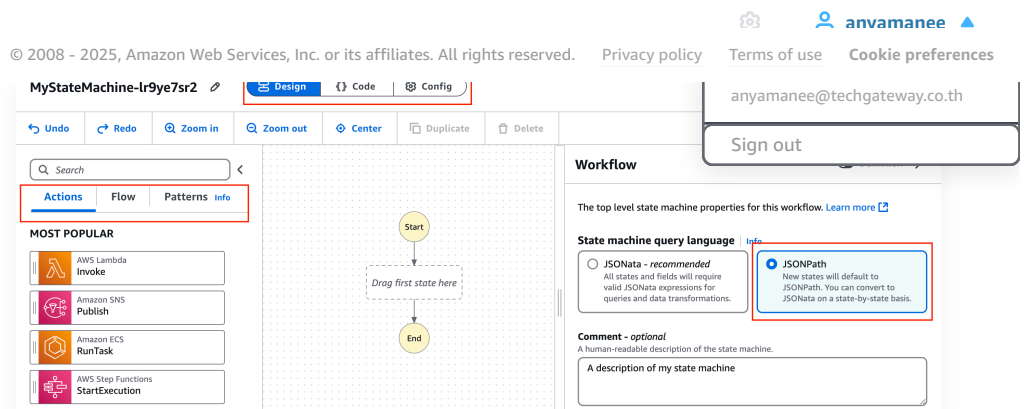 anyamanee
© 2008 - 2025, Amazon Web Services, Inc. or its affiliates. All rights reserved. Privacy policy Terms of use Cookie preferences
MyStateMachine-lr9ye7sr2 Design {} Code Config
anyamanee@techgateway.co.th
Undo Redo Zoom in Zoom out Center Duplicate Delete
Sign out
Search
Workflow
Actions Flow Patterns Info
The top level state machine properties for this workflow. Learn more
MOST POPULAR
Start
State machine query language Info
AWS Lambda
Invoke
JSONata - recommended
All states and fields will require
valid JSONata expressions for
queries and data transformations.
JSONPath
New states will default to
JSONPath. You can convert to
JSONata on a state-by-state basis.
Drag first state here
Amazon SNS
Publish
End
Amazon ECS
RunTask
Comment - optional
A human-readable description of the state machine.
A description of my state machine
AWS Step Functions
StartExecution